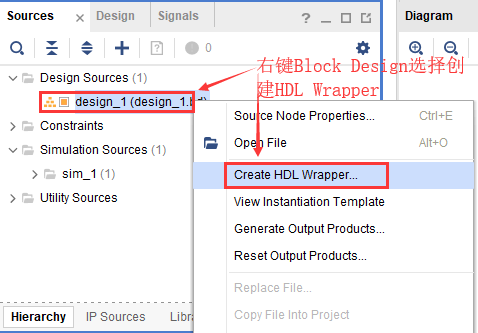 Sources
Design
Signals
Diagram
0
Design Sources (1)
design_1 (design_1.bd)
Constraints
Simulation Sources (1)
sim_1 (1)
Utility Sources
右键Block Design选择创
建HDL Wrapper
Source Node Properties... Ctrl+E
Open File Alt+O
Create HDL Wrapper...
View Instantiation Template
Generate Output Products...
Reset Output Products...
Replace File...
Copy File Into Project
Hierarchy
IP Sources
Libraries